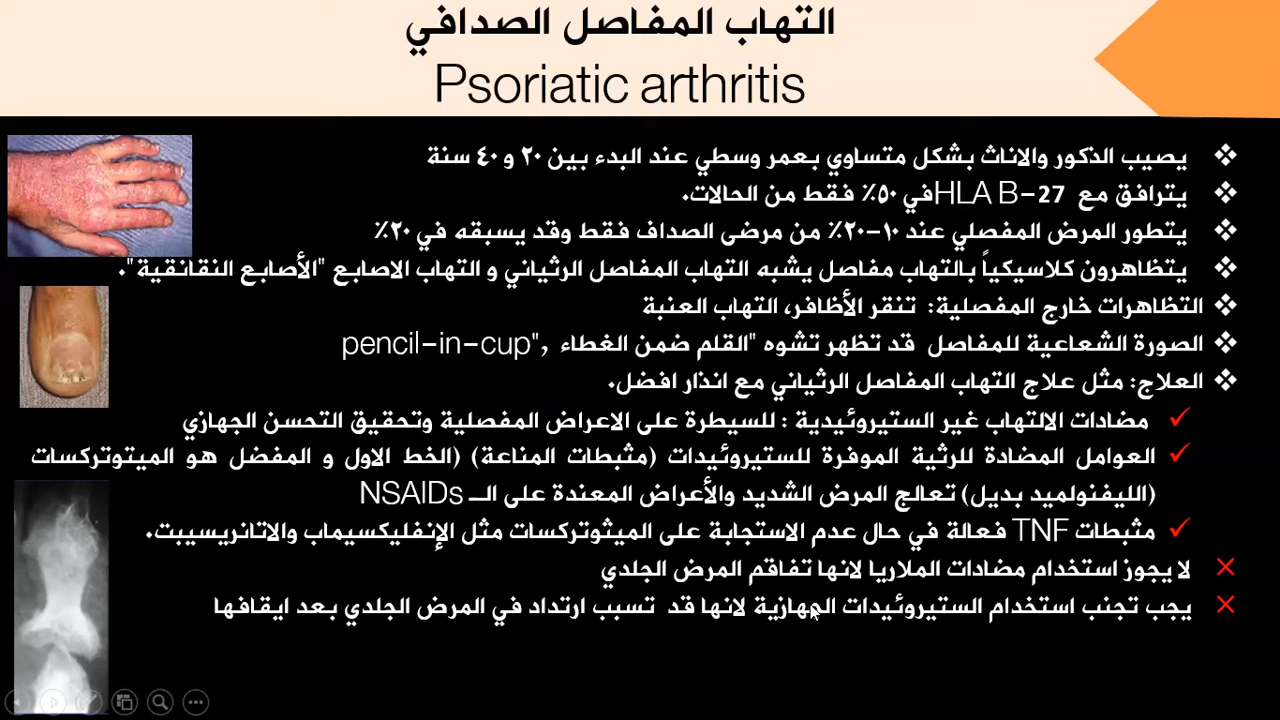 التهاب المفاصل الصدافي
Psoriatic arthritis
يصيب الذكور والاناث بشكل متساوي بعمر وسطي عند البدء بين ٢٠ و ٤٠ سنة
يترافق مع HLA B-27 في ٥٠٪ فقط من الحالات.
يتطور المرض المفصلي عند ١٠-٢٠٪ من مرضى الصداف فقط وقد يسبقه في ٢٠٪
يتظاهرون كلاسيكياً بالتهاب مفاصل يشبه التهاب المفاصل الرثياني و التهاب الاصابع "الأصابع النقانقية".
التظاهرات خارج المفصلية: تنقر الأظافر، التهاب العنبة
الصورة الشعاعية للمفاصل قد تظهر تشوه "القلم ضمن الغطاء ,"pencil-in-cup
العلاج: مثل علاج التهاب المفاصل الرثياني مع انذار افضل.
مضادات الالتهاب غير الستيروئيدية : للسيطرة على الاعراض المفصلية وتحقيق التحسن الجهازي
العوامل المضادة للرثية الموفرة للستيروئيدات (مثبطات المناعة) (الخط الاول و المفضل هو الميتوتركسات
(الليفنولميد بديل) تعالج المرض الشديد والأعراض المعندة على الــ NSAIDs
مثبطات TNF فعالة في حال عدم الاستجابة على الميثوتركسات مثل الإنفليكسيماب والاتانريسيبت.
لا يجوز استخدام مضادات الملاريا لانها تفاقم المرض الجلدي
يجب تجنب استخدام الستيروئيدات الجهازية لانها قد تسبب ارتداد في المرض الجلدي بعد ايقافها